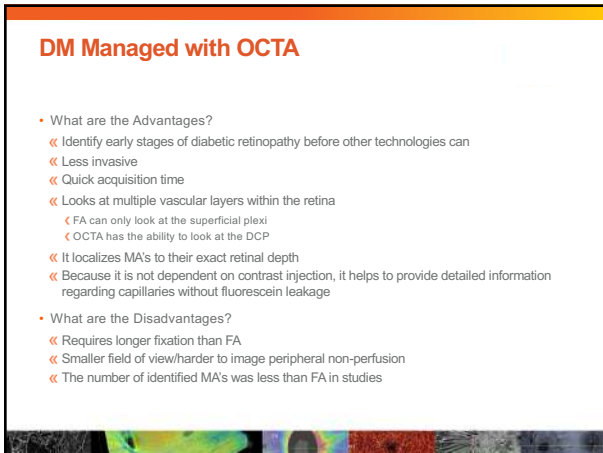 DM Managed with OCTA
• What are the Advantages?
« Identify early stages of diabetic retinopathy before other technologies can
« Less invasive
« Quick acquisition time
« Looks at multiple vascular layers within the retina
‹ FA can only look at the superficial plexi
‹ OCTA has the ability to look at the DCP
« It localizes MA's to their exact retinal depth
« Because it is not dependent on contrast injection, it helps to provide detailed information
regarding capillaries without fluorescein leakage
• What are the Disadvantages?
« Requires longer fixation than FA
« Smaller field of view/harder to image peripheral non-perfusion
« The number of identified MA's was less than FA in studies